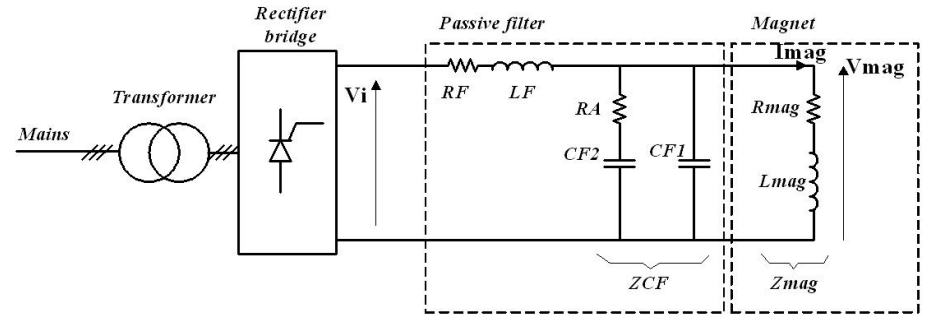 Rectifier
bridge
Passive filter
Magnet
Imag
Vmag
Vi
Transformer
RF
LF
RA
Rmag
Mains
CF2
CF1
Lmag
ZCF
Zmag